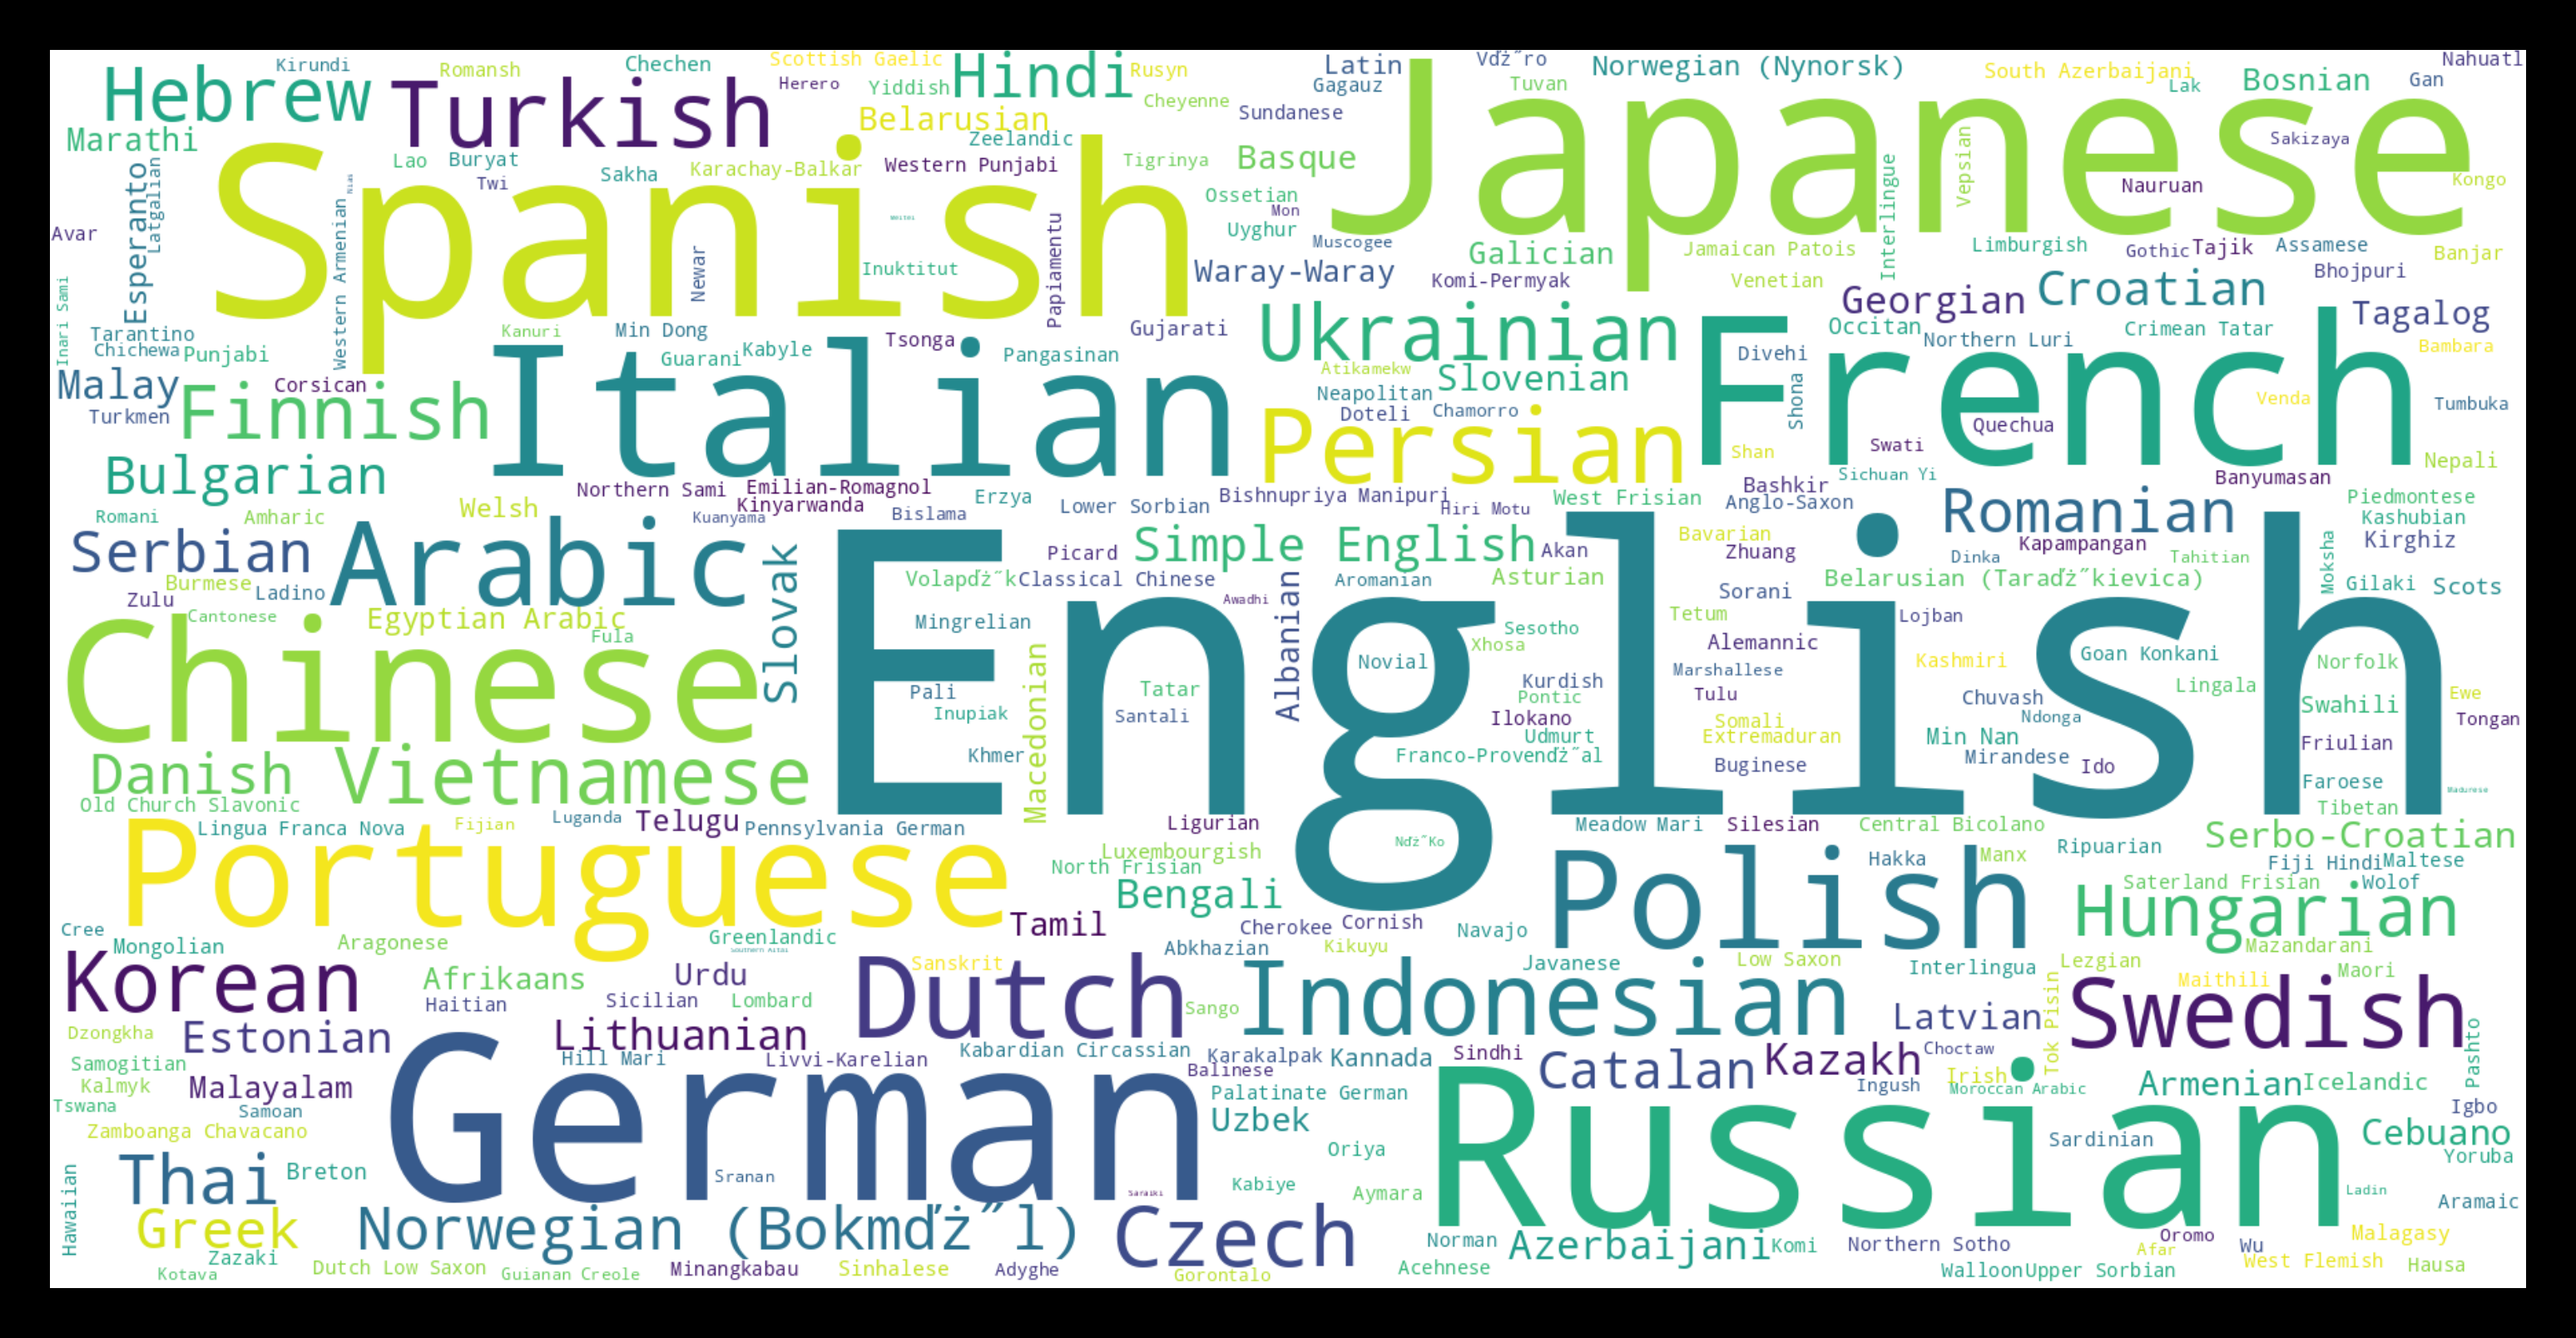 Kirundi
Romansh
Chechen
Scottish Gaelic
Hindi
Rusyn
Latin
Vdż˝ro
Norwegian (Nynorsk)
South Azerbaijani
Bosnian
Gan
Nahuatl
Hebrew
Turkish
Herero
Yiddish
Cheyenne
Gagauz
Japanese
Tuvan
Lak
Marathi
Belarusian
Sundanese
Zeelandic
Sakizaya
Esperanto
Latgalian
Spanish
Lao
Buryat
Twi
Sakha
Karachay-Balkar
Western Punjabi
Tigrinya
Basque
Interlingue
Vepsian
Nauruan
Kongo
Avar
Western Armenian
Nias
Newar
Inuktitut
Papiamentu
Ossetian
Mon
Uyghur
Muscogee
Galician
Jamaican Patois
Limburgish
Gothic
Tajik
Assamese
Banjar
Inari Sami
Waray-Waray
Komi-Permyak
Venetian
Bhojpuri
Georgian
Croatian
Tagalog
Tarantino
Kanuri
Min Dong
Tsonga
Gujarati
Ukrainian
French
Occitan
Northern Luri
Crimean Tatar
Chichewa
Punjabi
Italian
Guarani
Kabyle
Pangasinan
Atikamekw
Divehi
Bambara
Malay
Corsican
Finnish
Neapolitan
Slovenian
Shona
Venda
Tumbuka
Turkmen
Persian
Doteli
Chamorro
Quechua
Shan
Swati
Bulgarian
Sichuan Yi
Banyumasan
Nepali
Northern Sami
Emilian-Romagnol
Erzya
Bishnupriya Manipuri
West Frisian
Bashkir
Piedmontese
Romani
Amharic
Welsh
Kinyarwanda
Kuanyama
Bislama
Lower Sorbian
Hiri Motu
Anglo-Saxon
Romanian
Kashubian
Serbian
Arabic
Slovak
Picard
Simple English
Akan
Bavarian
Zhuang
Dinka
Kapampangan
Tahitian
Moksha
Kirghiz
Burmese
Ladino
Volapdż˝k
Classical Chinese
Aromanian
Asturian
Belarusian (Taradż˝kievica)
Gilaki
Scots
Zulu
Awadhi
Albanian
Sorani
Cantonese
Egyptian Arabic
Fula
Mingrelian
English
Sesotho
Tetum
Lojban
Chinese
Macedonian
Novial
Xhosa
Alemannic
Kashmiri
Goan Konkani
Norfolk
Pali
Tatar
Kurdish
Marshallese
Lingala
Inupiak
Santali
Pontic
Tulu
Chuvash
Swahili
Ewe
Ilokano
Somali
Ndonga
Tongan
Danish
Vietnamese
Khmer
Udmurt
Extremaduran
Min Nan
Friulian
Franco-Provendż˝al
Buginese
Mirandese
Ido
Faroese
Madurese
Old Church Slavonic
Tibetan
Lingua Franca Nova
Fijian
Luganda
Telugu
Pennsylvania German
Ligurian
Meadow Mari
Silesian
Central Bicolano
Serbo-Croatian
Portuguese
Luxembourgish
Ndż˝Ko
Ripuarian
North Frisian
Polish
Hakka
Manx
Fiji Hindi
Maltese
Bengali
Saterland Frisian
Wolof
Cree
Tamil
Cherokee
Cornish
Navajo
Hungarian
Mongolian
Aragonese
Greenlandic
Southern Altai
Abkhazian
Kikuyu
Mazandarani
Korean
Afrikaans
Urdu
Sanskrit
Dutch
Indonesian
Javanese
Low Saxon
Interlingua
Lezgian
Maithili
Maori
Haitian
Sicilian
Lombard
Sango
Tok Pisin
Swedish
Dzongkha
Estonian
Lithuanian
Latvian
Pashto
Samogitian
Hill Mari
Livvi-Karelian
Kabardian Circassian
Karakalpak
Kannada
Sindhi
Catalan
Kazakh
Choctaw
Kalmyk
Malayalam
German
Balinese
Ingush
Irish
Moroccan Arabic
Armenian
Icelandic
Tswana
Samoan
Palatinate German
Russian
Igbo
Zamboanga Chavacano
Uzbek
Sardinian
Cebuano
Hawaiian
Thai
Breton
Sranan
Saraiki
Oriya
Yoruba
Kabiye
Aymara
Ladin
Aramaic
Greek
Norwegian (Bokmdż˝l)
Czech
Norman
Azerbaijani
Komi
Northern Sotho
Oromo
Afar
Wu
Malagasy
Zazaki
Kotava
Dutch Low Saxon
Guianan Creole
Minangkabau
Sinhalese
Adyghe
Gorontalo
Acehnese
Walloon
Upper Sorbian
West Flemish
Hausa